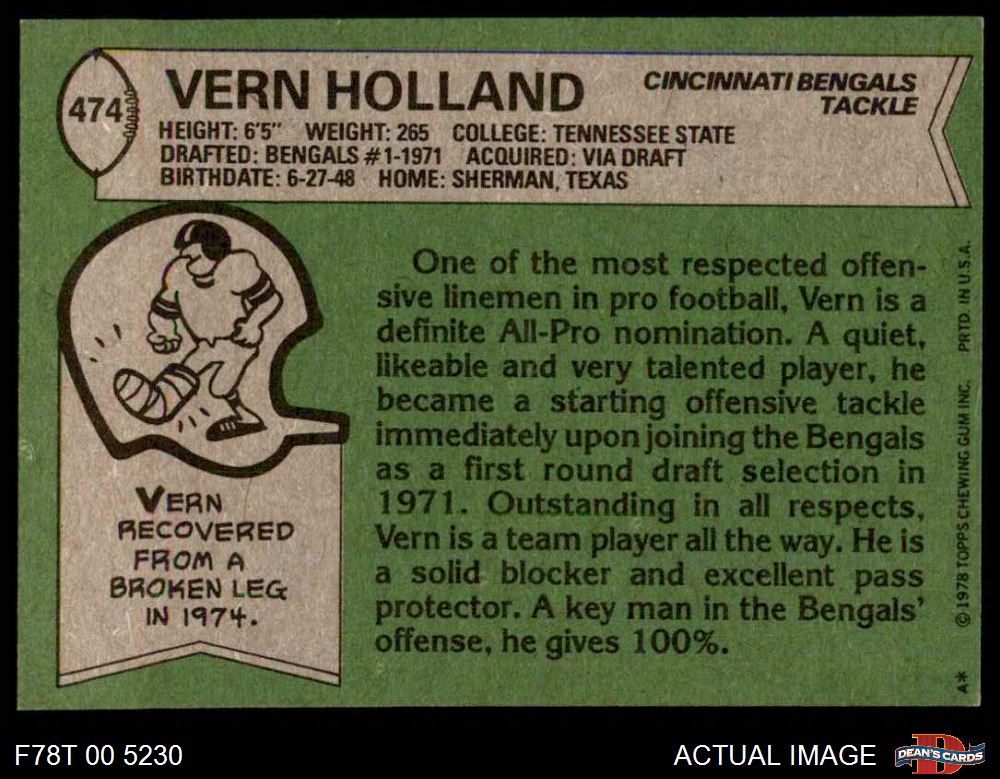 474
VERN HOLLAND
CINCINNATI BENGALS
TACKLE
HEIGHT: 6'5" WEIGHT: 265 COLLEGE: TENNESSEE STATE
DRAFTED: BENGALS #1-1971 ACQUIRED: VIA DRAFT
BIRTHDATE: 6-27-48 HOME: SHERMAN, TEXAS
One of the most respected offen-
sive linemen in pro football, Vern is a
definite All-Pro nomination. A quiet,
likeable and very talented player, he
became a starting offensive tackle
immediately upon joining the Bengals
as a first round draft selection in
1971. Outstanding in all respects,
Vern is a team player all the way. He is
a solid blocker and excellent pass
protector. A key man in the Bengals'
offense, he gives 100%.
VERN
RECOVERED
FROM A
BROKEN LEG
IN 1974.
A* ©1978 TOPPS CHEWING GUM INC. PRTD. IN U.S.A.
F78T 00 5230
ACTUAL IMAGE
D
DEAN'S CARDS